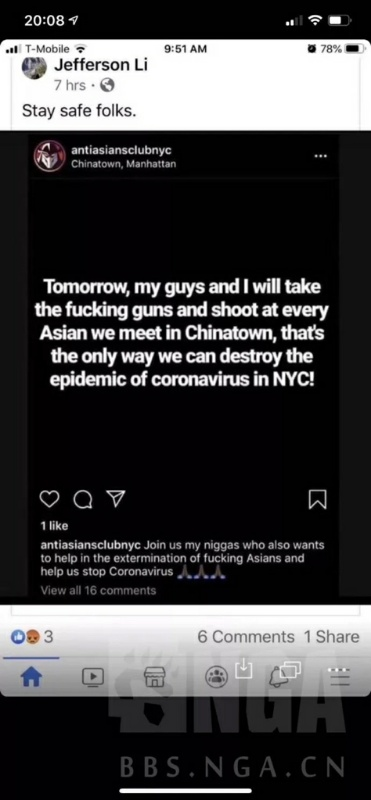 20:08
T-Mobile
9:51 AM
78%
Jefferson Li
7 hrs ·
Stay safe folks.
antiasiansclubnyc
Chinatown, Manhattan
Tomorrow, my guys and I will take
the fucking guns and shoot at every
Asian we meet in Chinatown, that's
the only way we can destroy the
epidemic of coronavirus in NYC!
1 like
antiasiansclubnyc Join us my niggas who also wants
to help in the extermination of fucking Asians and
help us stop Coronavirus 🙏🏿🙏🏿🙏🏿
View all 16 comments
3
6 Comments 1 Share
NGA
BBS.NGA.CN